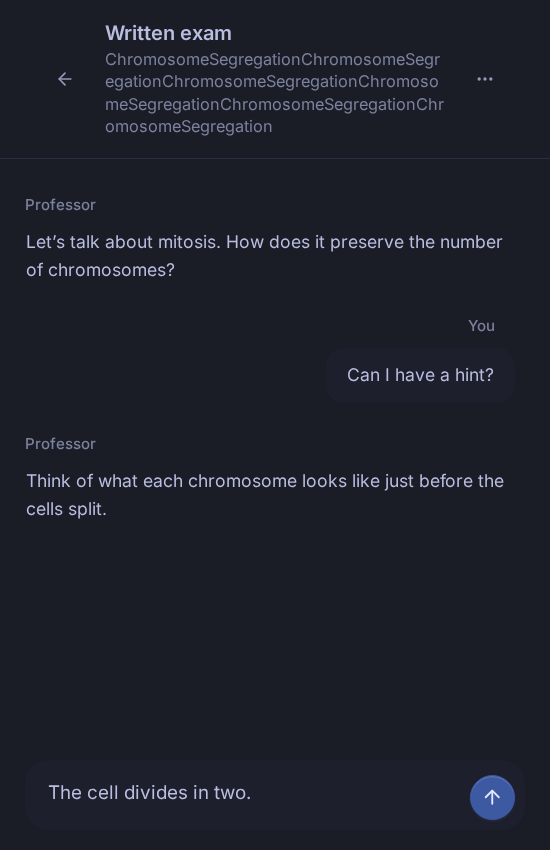 Written exam
ChromosomeSegregationChromosomeSegr
egationChromosomeSegregationChromoso
meSegregationChromosomeSegregationChr
omosomeSegregation
Professor
Let’s talk about mitosis. How does it preserve the number
of chromosomes?
You
Can I have a hint?
Professor
Think of what each chromosome looks like just before the
cells split.
The cell divides in two.